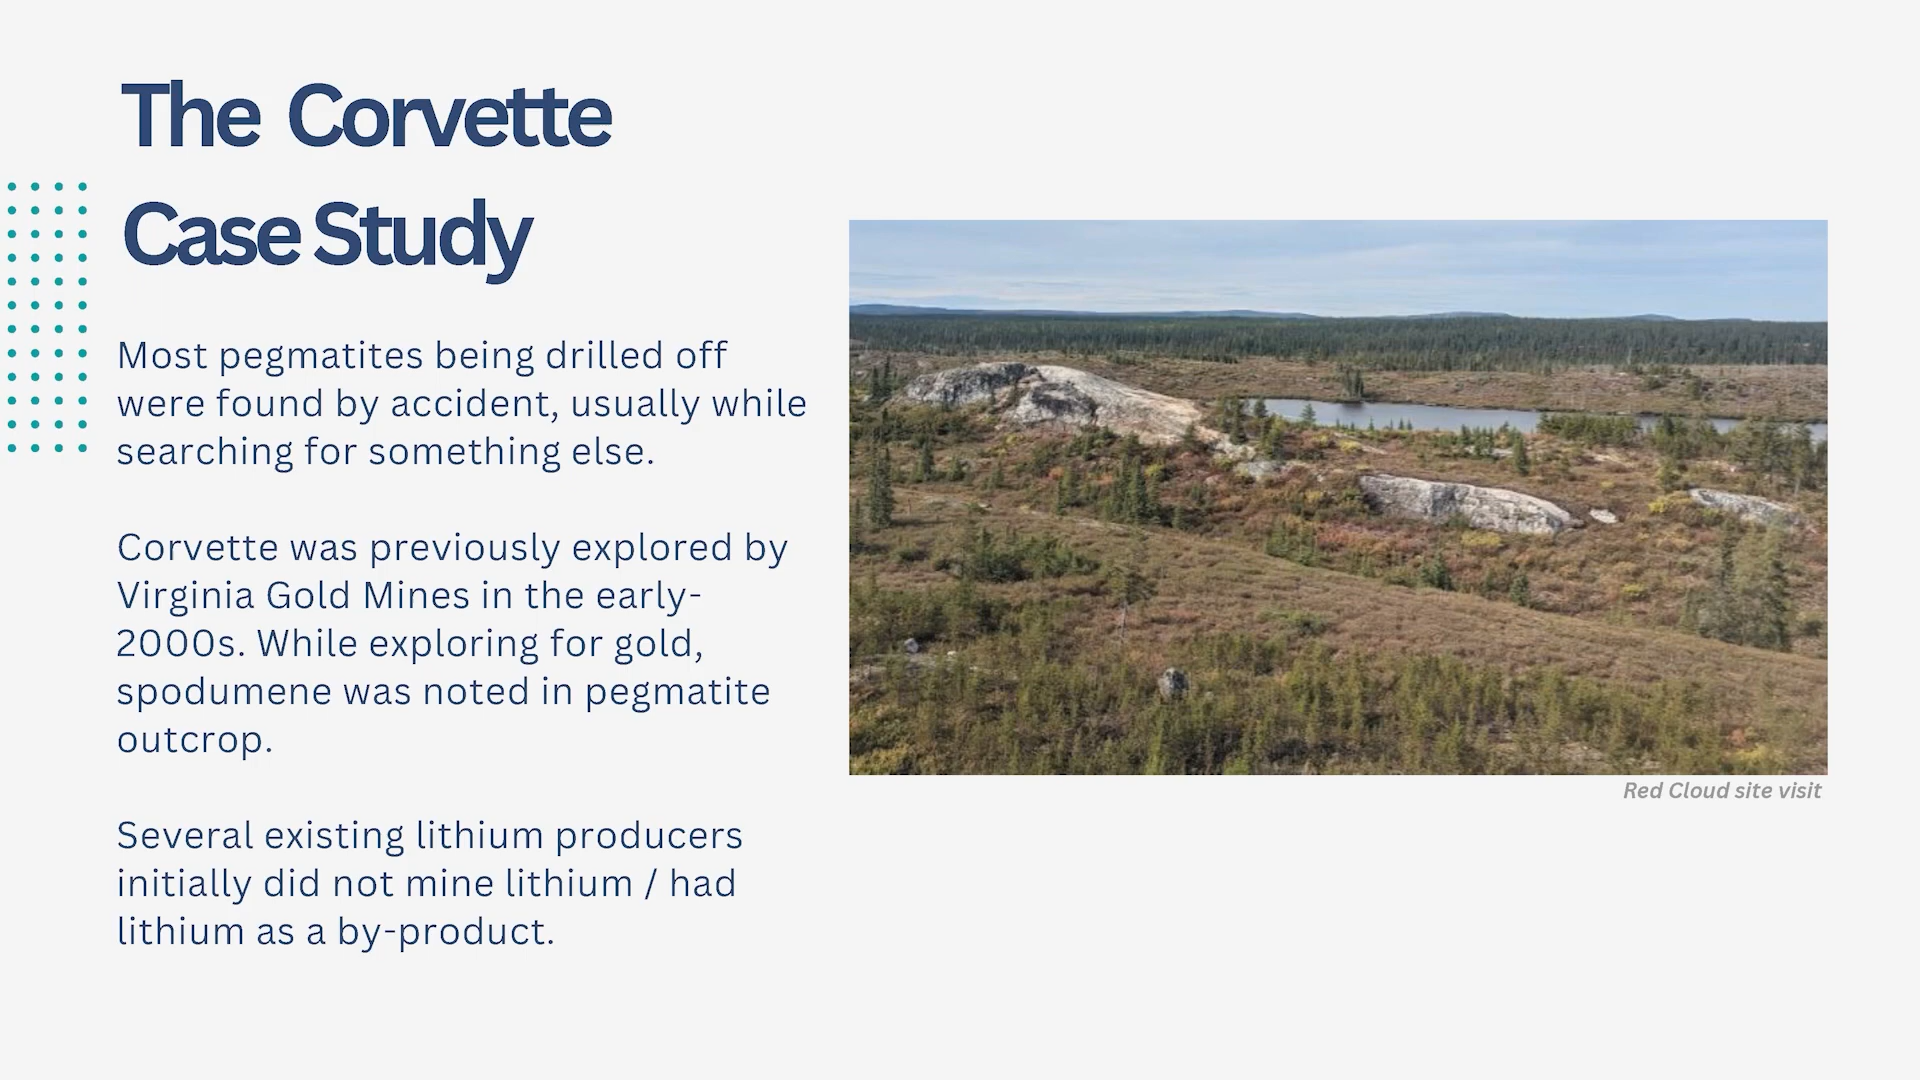 The Corvette
Case Study
Most pegmatites being drilled off
were found by accident, usually while
searching for something else.
Corvette was previously explored by
Virginia Gold Mines in the early-
2000s. While exploring for gold,
spodumene was noted in pegmatite
outcrop.
Several existing lithium producers
initially did not mine lithium / had
lithium as a by-product.
Red Cloud site visit